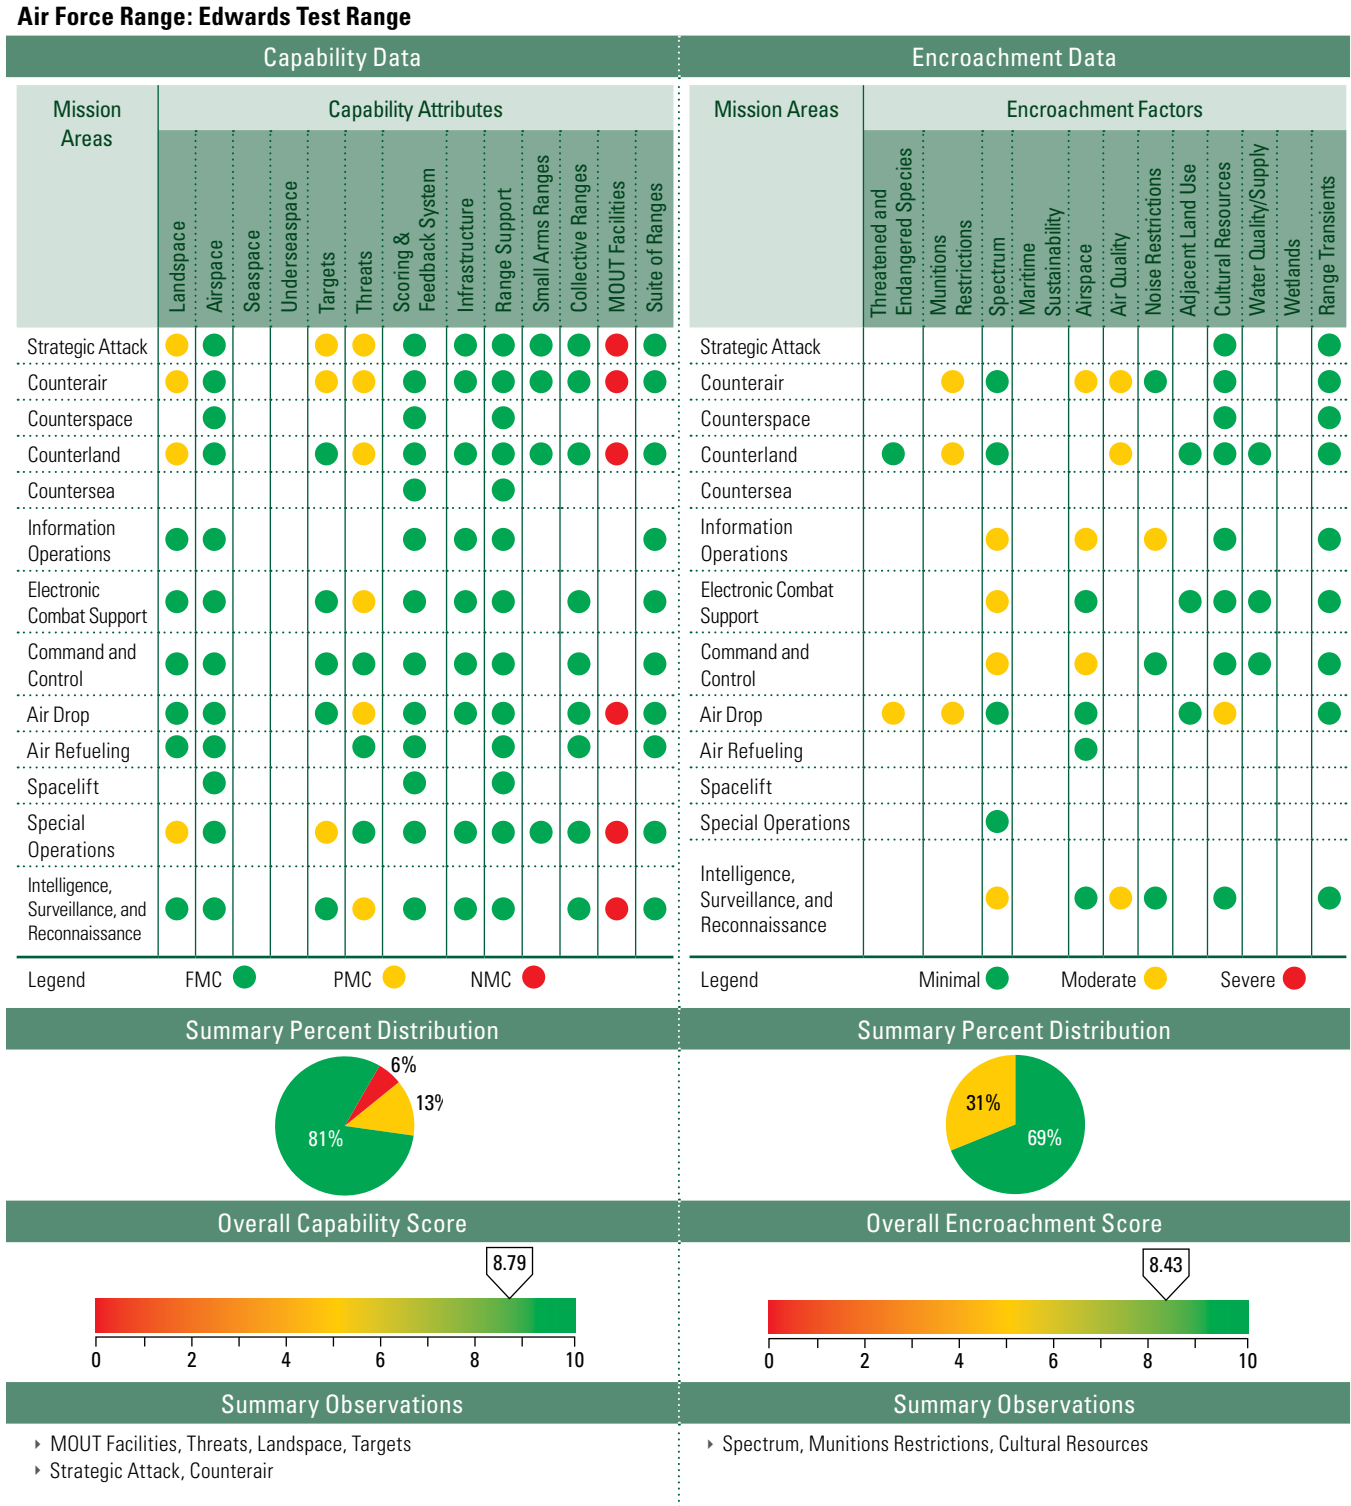 Air Force Range: Edwards Test Range
Capability Data
Mission
Areas
Capability Attributes
Landspace
Airspace
Seaspace
Underseaspace
Targets
Threats
Scoring &
Feedback System
Infrastructure
Range Support
Small Arms Ranges
Collective Ranges
MOUT Facilities
Suite of Ranges
Strategic Attack
Counterair
Counterspace
Counterland
Countersea
Information
Operations
Electronic
Combat Support
Command and
Control
Air Drop
Air Refueling
Spacelift
Special
Operations
Intelligence,
Surveillance, and
Reconnaissance
Legend FMC PMC NMC
Summary Percent Distribution
6%
13%
81%
Overall Capability Score
8.79
0 2 4 6 8 10
Summary Observations
‣ MOUT Facilities, Threats, Landspace, Targets
‣ Strategic Attack, Counterair
Encroachment Data
Mission Areas
Encroachment Factors
Threatened and
Endangered Species
Munitions
Restrictions
Spectrum
Maritime
Sustainability
Airspace
Air Quality
Noise Restrictions
Adjacent Land Use
Cultural Resources
Water Quality/Supply
Wetlands
Range Transients
Strategic Attack
Counterair
Counterspace
Counterland
Countersea
Information
Operations
Electronic Combat
Support
Command and
Control
Air Drop
Air Refueling
Spacelift
Special Operations
Intelligence,
Surveillance, and
Reconnaissance
Legend Minimal Moderate Severe
Summary Percent Distribution
31%
69%
Overall Encroachment Score
8.43
0 2 4 6 8 10
Summary Observations
‣ Spectrum, Munitions Restrictions, Cultural Resources